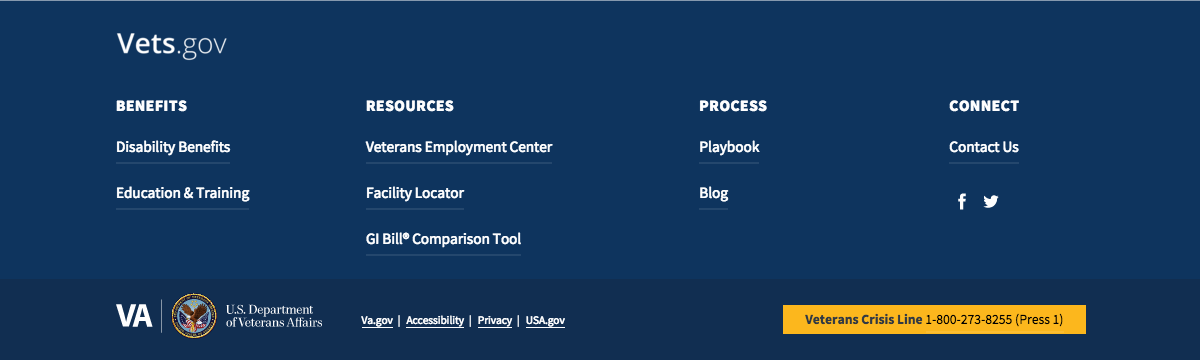 Vets.gov
BENEFITS
Disability Benefits
Education & Training
RESOURCES
Veterans Employment Center
Facility Locator
GI Bill® Comparison Tool
PROCESS
Playbook
Blog
CONNECT
Contact Us
VA
U.S. Department
of Veterans Affairs
Va.gov | Accessibility | Privacy | USA.gov
Veterans Crisis Line 1-800-273-8255 (Press 1)